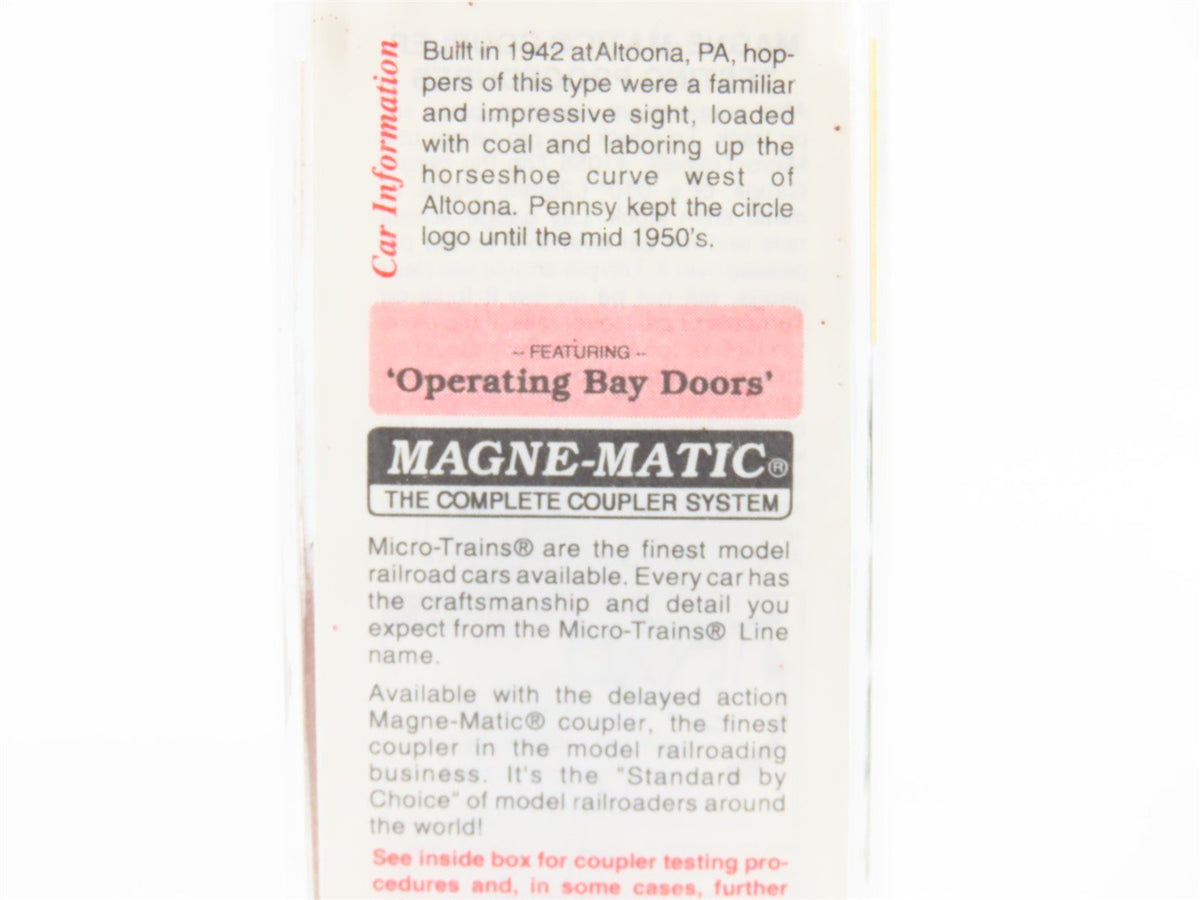 Car Information
Built in 1942 at Altoona, PA, hop-
pers of this type were a familiar
and impressive sight, loaded
with coal and laboring up the
horseshoe curve west of
Altoona. Pennsy kept the circle
logo until the mid 1950's.
-- FEATURING --
'Operating Bay Doors'
MAGNE-MATIC®
THE COMPLETE COUPLER SYSTEM
Micro-Trains® are the finest model
railroad cars available. Every car has
the craftsmanship and detail you
expect from the Micro-Trains® Line
name.
Available with the delayed action
Magne-Matic® coupler, the finest
coupler in the model railroading
business. It's the "Standard by
Choice" of model railroaders around
the world!
See inside box for coupler testing pro-
cedures and, in some cases, further